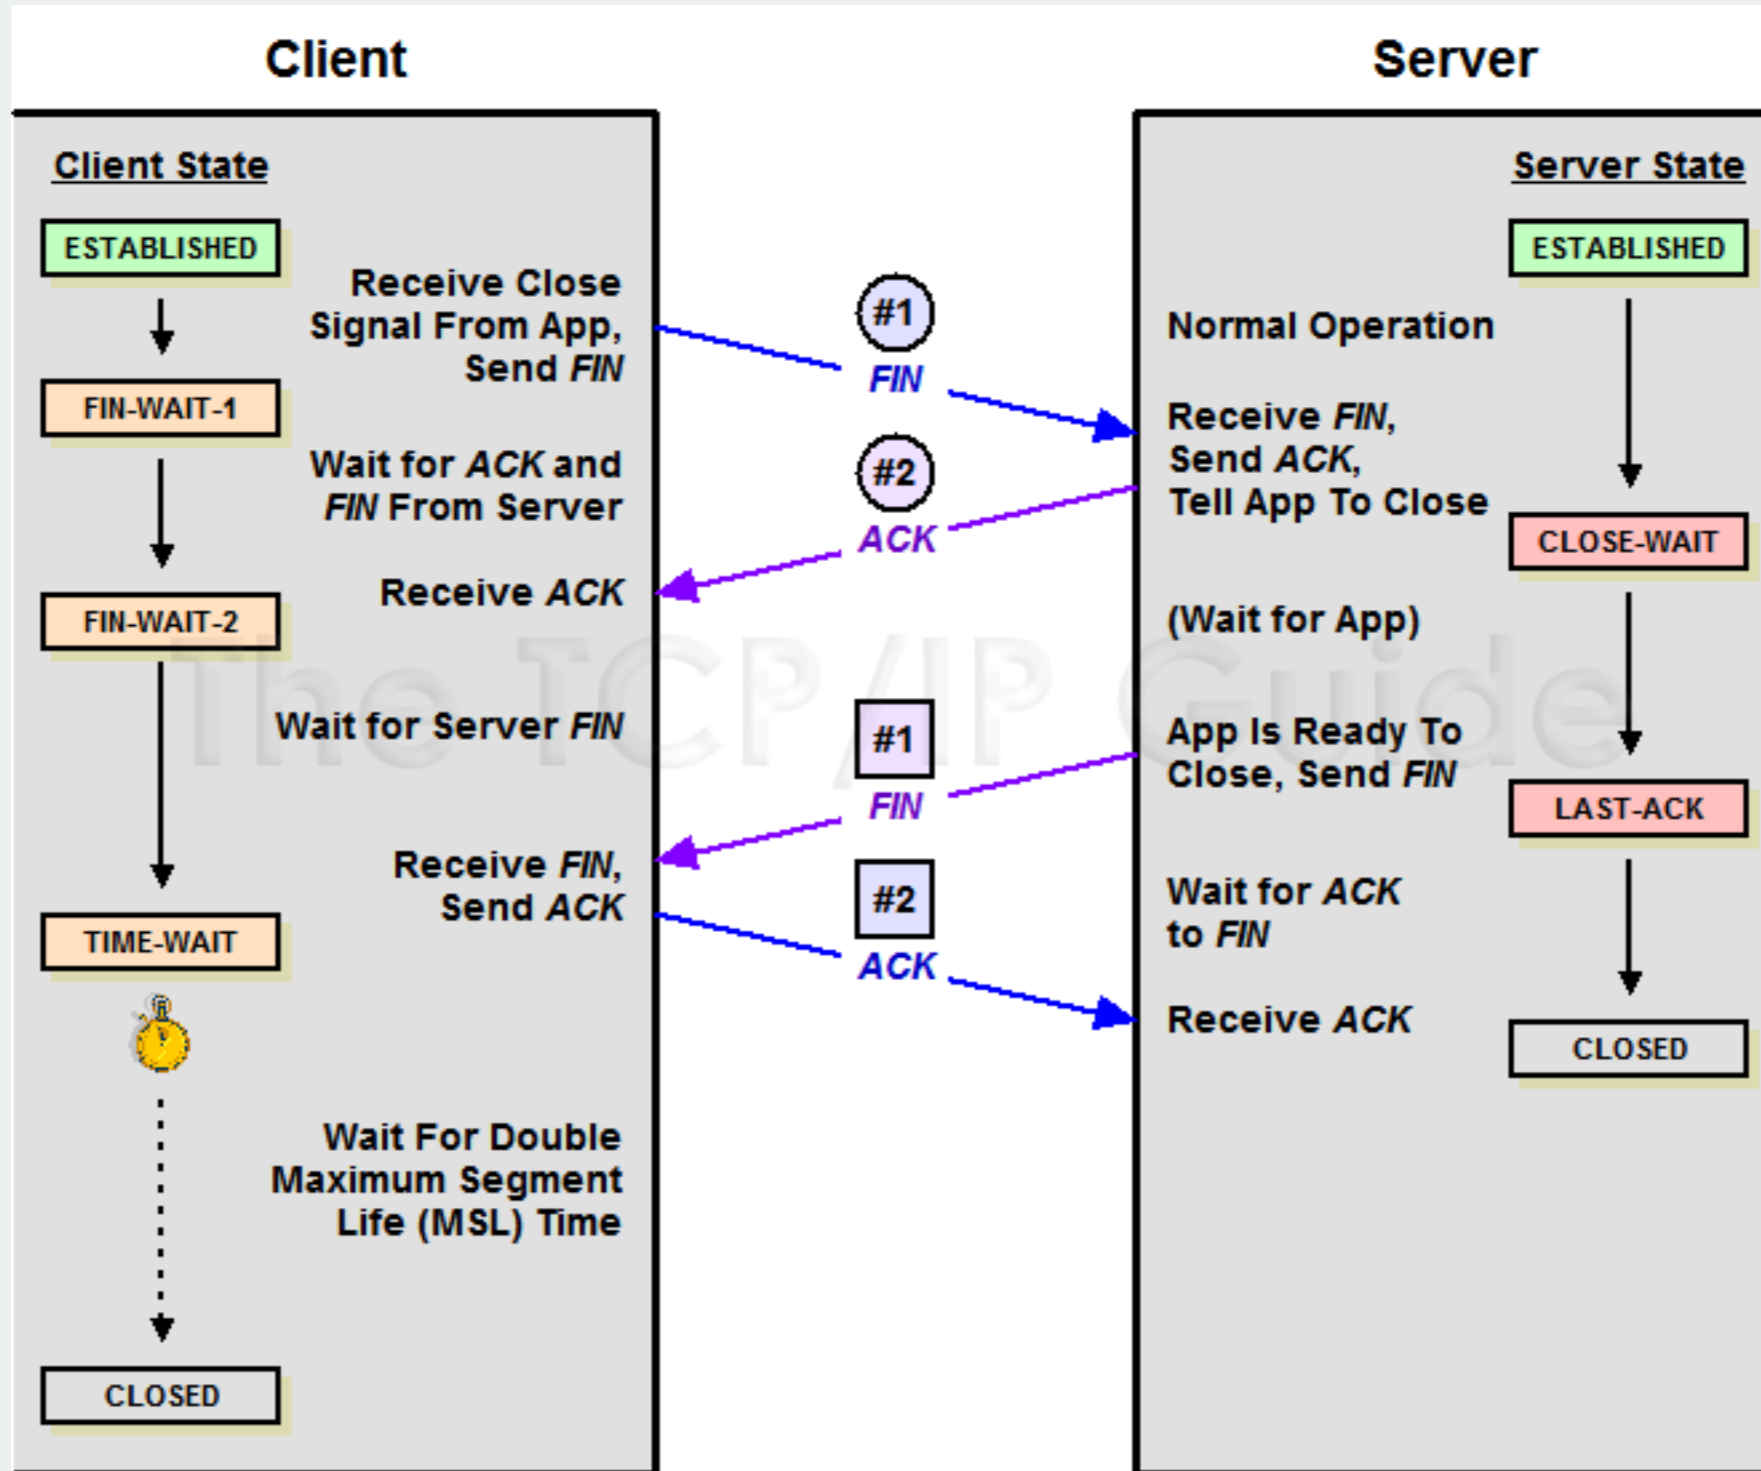 Client
Server
Client State
Server State
ESTABLISHED
ESTABLISHED
Receive Close
Signal From App,
Send FIN
#1
FIN
Normal Operation
FIN-WAIT-1
Receive FIN,
Send ACK,
Tell App To Close
Wait for ACK and
FIN From Server
#2
ACK
CLOSE-WAIT
Receive ACK
FIN-WAIT-2
(Wait for App)
The TCP/IP Guide
Wait for Server FIN
#1
FIN
App Is Ready To
Close, Send FIN
LAST-ACK
Receive FIN,
Send ACK
#2
ACK
Wait for ACK
to FIN
TIME-WAIT
Receive ACK
CLOSED
Wait For Double
Maximum Segment
Life (MSL) Time
CLOSED